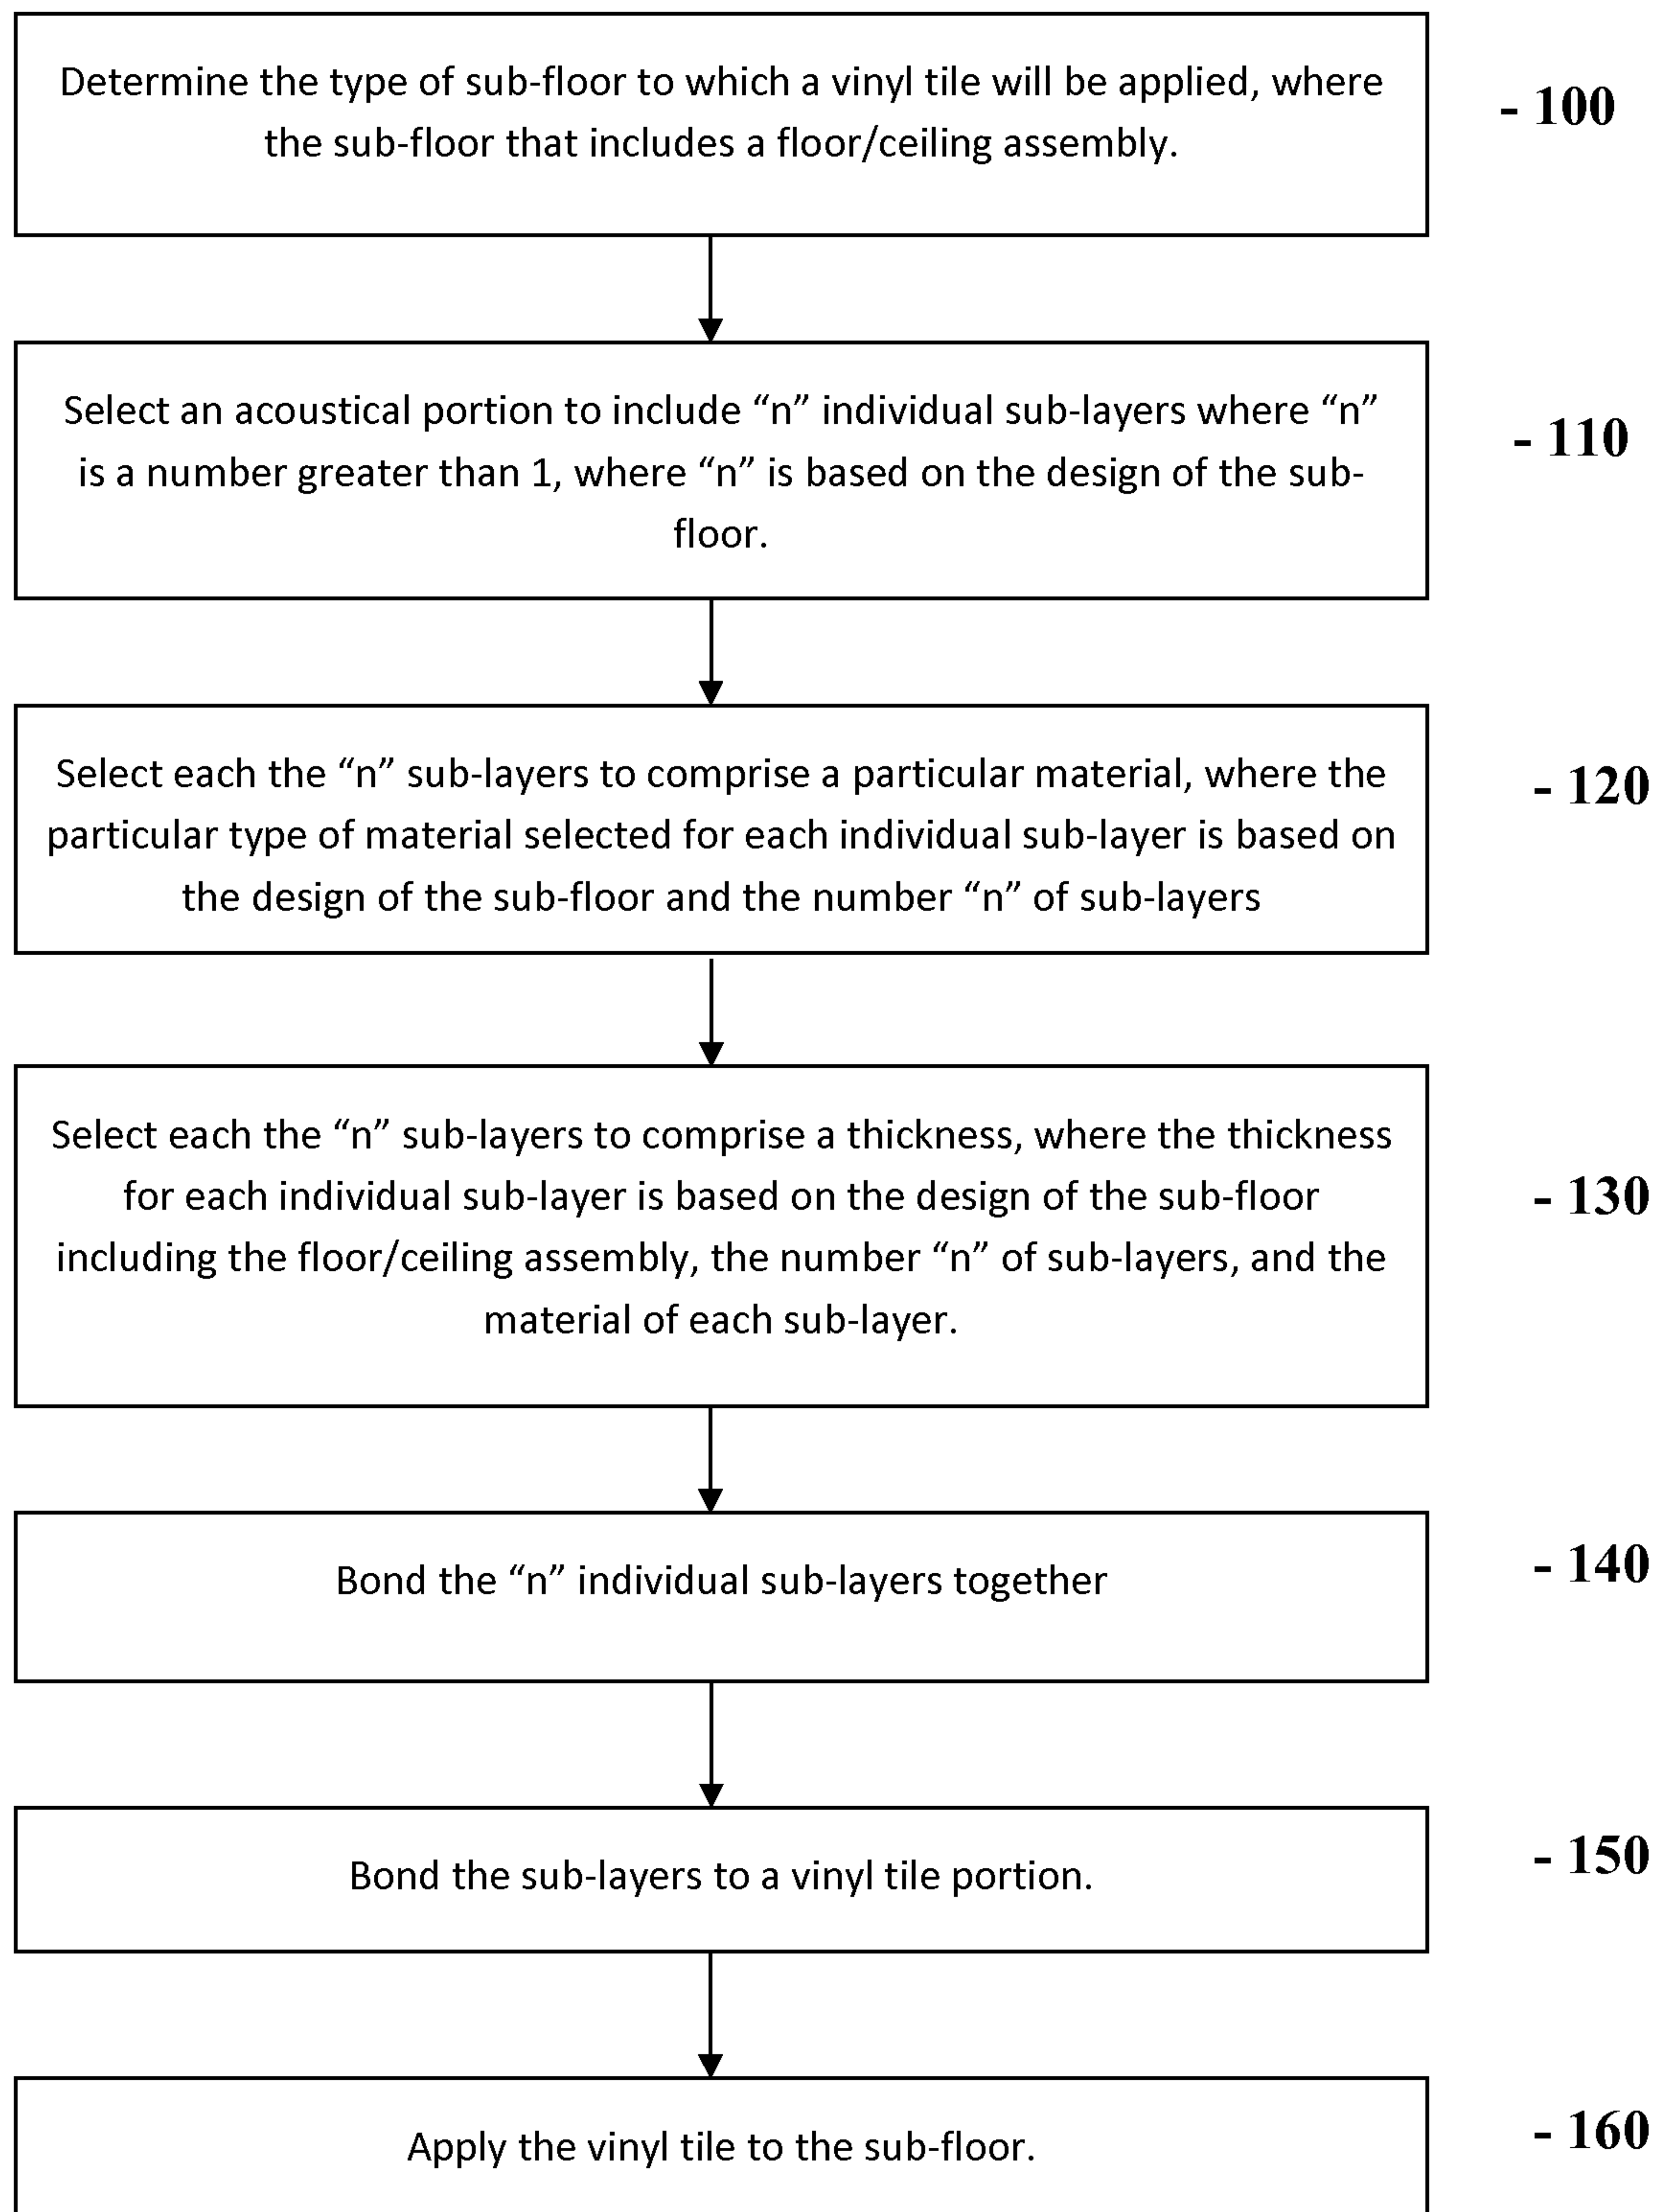 Determine the type of sub-floor to which a vinyl tile will be applied, where
the sub-floor that includes a floor/ceiling assembly.
- 100
Select an acoustical portion to include “n” individual sub-layers where “n”
is a number greater than 1, where “n” is based on the design of the sub-
floor.
- 110
Select each the “n” sub-layers to comprise a particular material, where the
particular type of material selected for each individual sub-layer is based on
the design of the sub-floor and the number “n” of sub-layers
- 120
Select each the “n” sub-layers to comprise a thickness, where the thickness
for each individual sub-layer is based on the design of the sub-floor
including the floor/ceiling assembly, the number “n” of sub-layers, and the
material of each sub-layer.
- 130
Bond the “n” individual sub-layers together
- 140
Bond the sub-layers to a vinyl tile portion.
- 150
Apply the vinyl tile to the sub-floor.
- 160